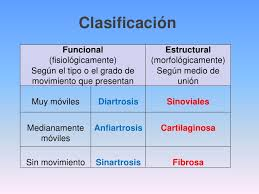 Clasificación
Funcional
(fisiológicamente)
Según el tipo o el grado de
movimiento que presentan
Estructural
(morfológicamente)
Según medio de
unión
Muy móviles Diartrosis Sinoviales
Medianamente
móviles
Anfiartrosis Cartilaginosa
Sin movimiento Sinartrosis Fibrosa